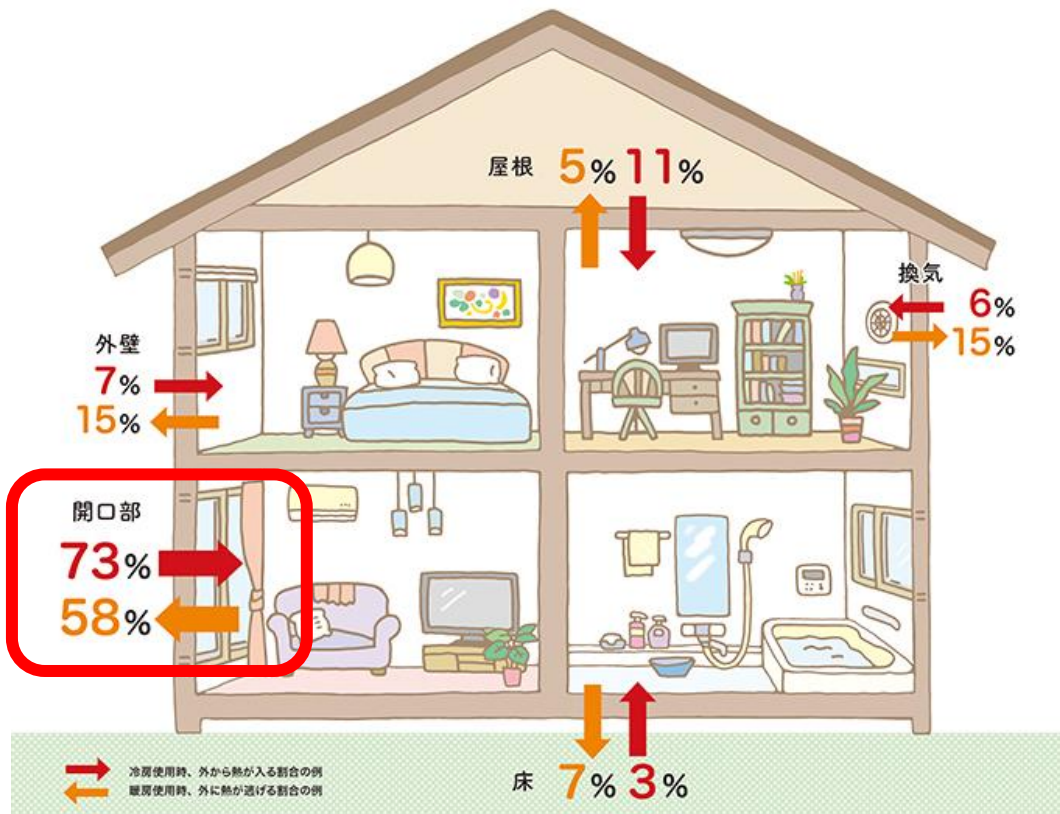 屋根 5% 11%
換気
6%
15%
外壁
7%
15%
開口部
73%
58%
床 7% 3%
冷房使用時、外から熱が入る割合の例
暖房使用時、外に熱が逃げる割合の例